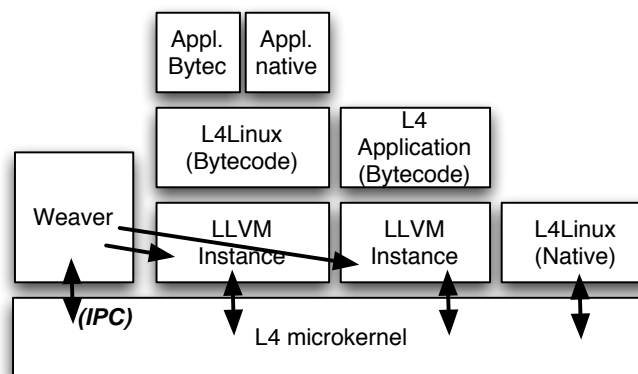 Appl.
Bytec
Appl.
native
L4Linux
(Bytecode)
L4
Application
(Bytecode)
Weaver
LLVM
Instance
LLVM
Instance
L4Linux
(Native)
(IPC)
L4 microkernel